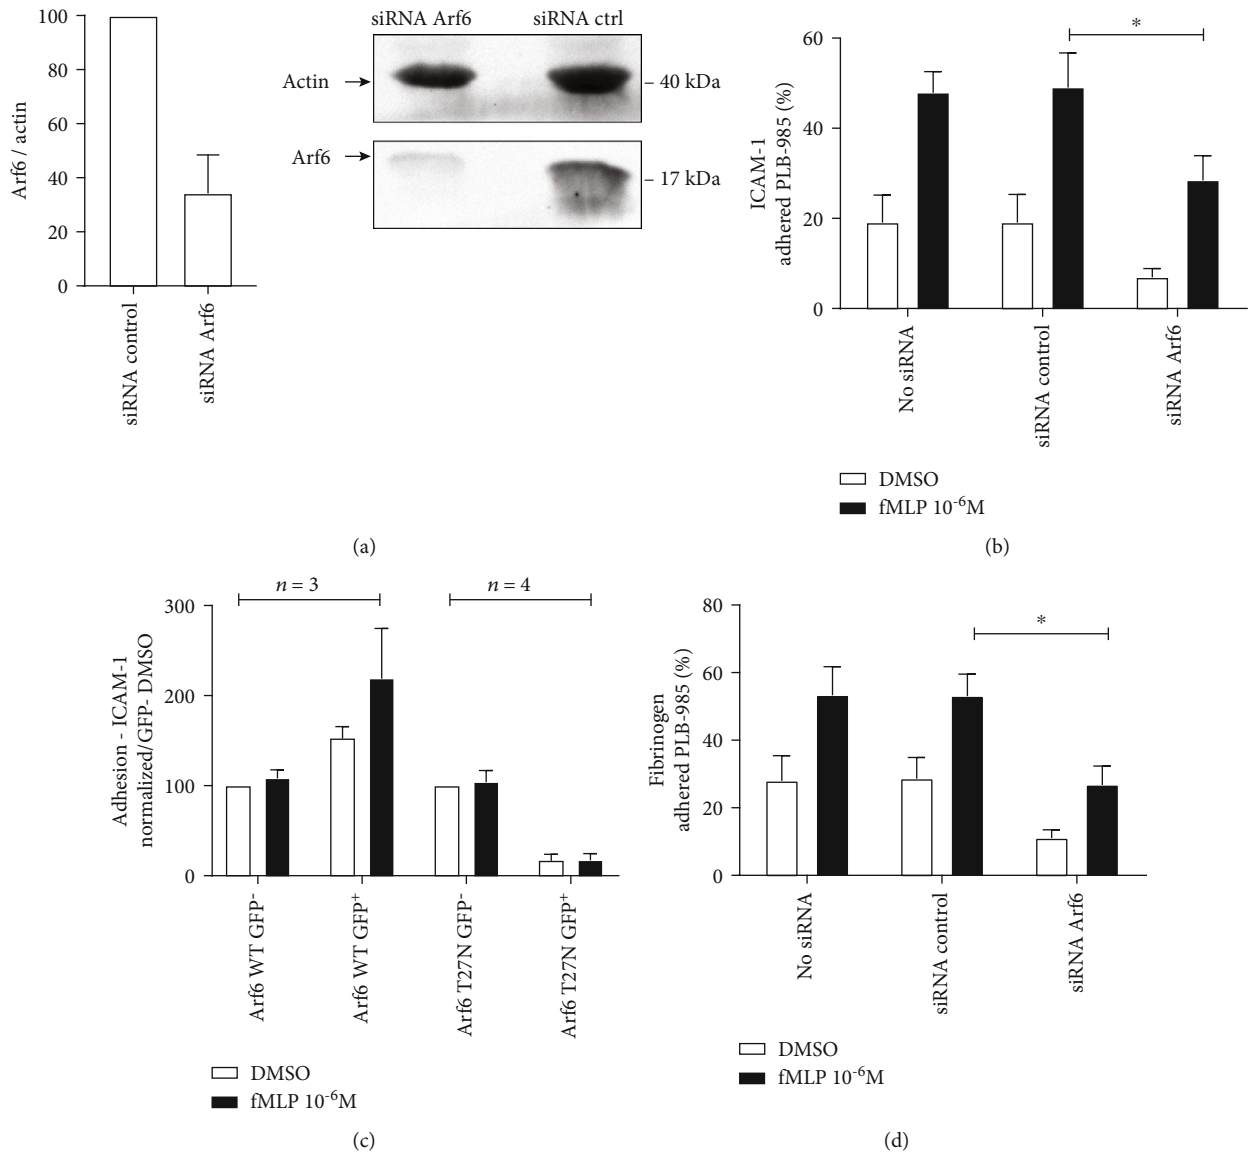 Arf6 / actin
100
80
60
40
20
0
siRNA control
siRNA Arf6
siRNA Arf6
siRNA ctrl
Actin
– 40 kDa
Arf6
– 17 kDa
(a)
ICAM-1
adhered PLB-985 (%)
60
40
20
0
*
No siRNA
siRNA control
siRNA Arf6
DMSO
fMLP 10⁻⁶M
(b)
Adhesion - ICAM-1
normalized/GFP- DMSO
300
200
100
0
n = 3
n = 4
Arf6 WT GFP⁻
Arf6 WT GFP⁺
Arf6 T27N GFP⁻
Arf6 T27N GFP⁺
DMSO
fMLP 10⁻⁶M
(c)
Fibrinogen
adhered PLB-985 (%)
80
60
40
20
0
*
No siRNA
siRNA control
siRNA Arf6
DMSO
fMLP 10⁻⁶M
(d)